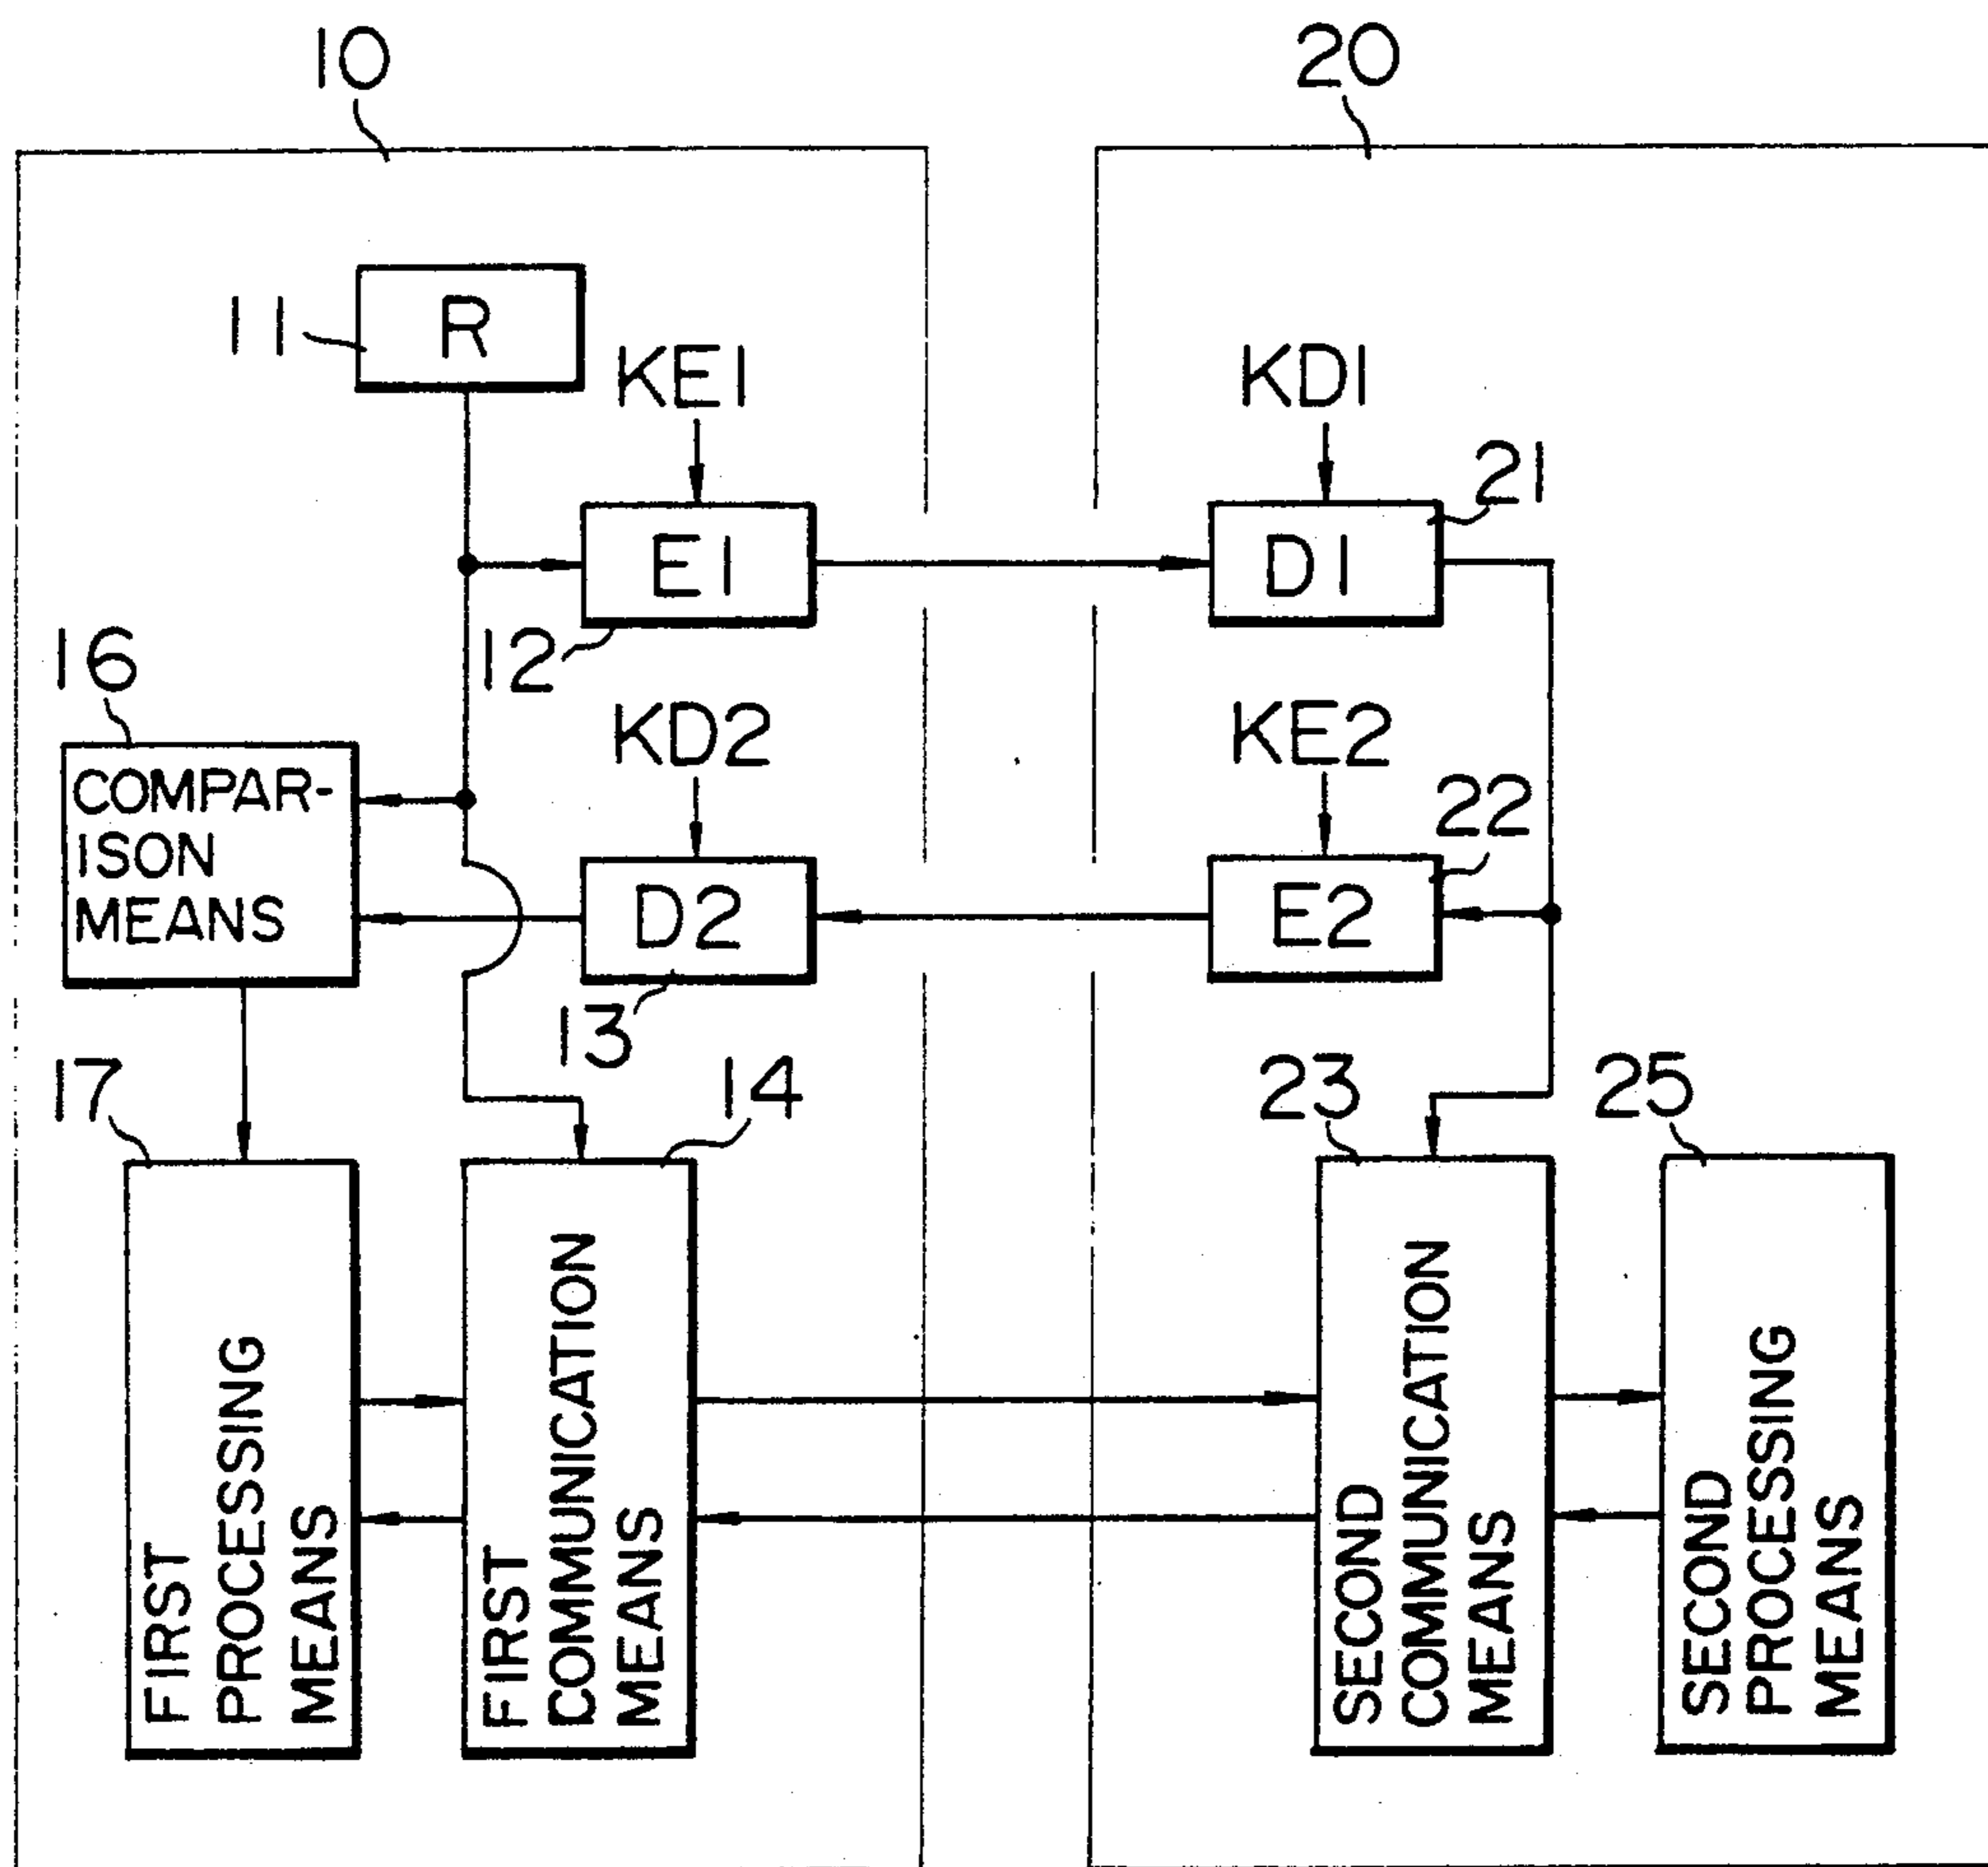 10
20
11
R
KE1
KD1
21
E1
D1
12
16
KD2
KE2
22
COMPAR-
ISON
MEANS
D2
E2
13
17
14
23
25
FIRST
PROCESSING
MEANS
FIRST
COMMUNICATION
MEANS
SECOND
COMMUNICATION
MEANS
SECOND
PROCESSING
MEANS